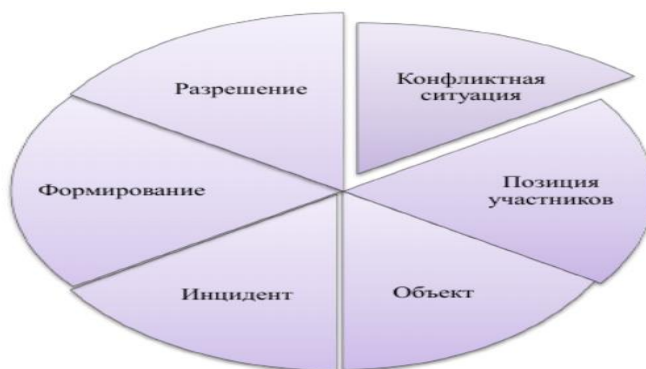 Разрешение
Конфликтная
ситуация
Формирование
Позиция
участников
Инцидент
Объект